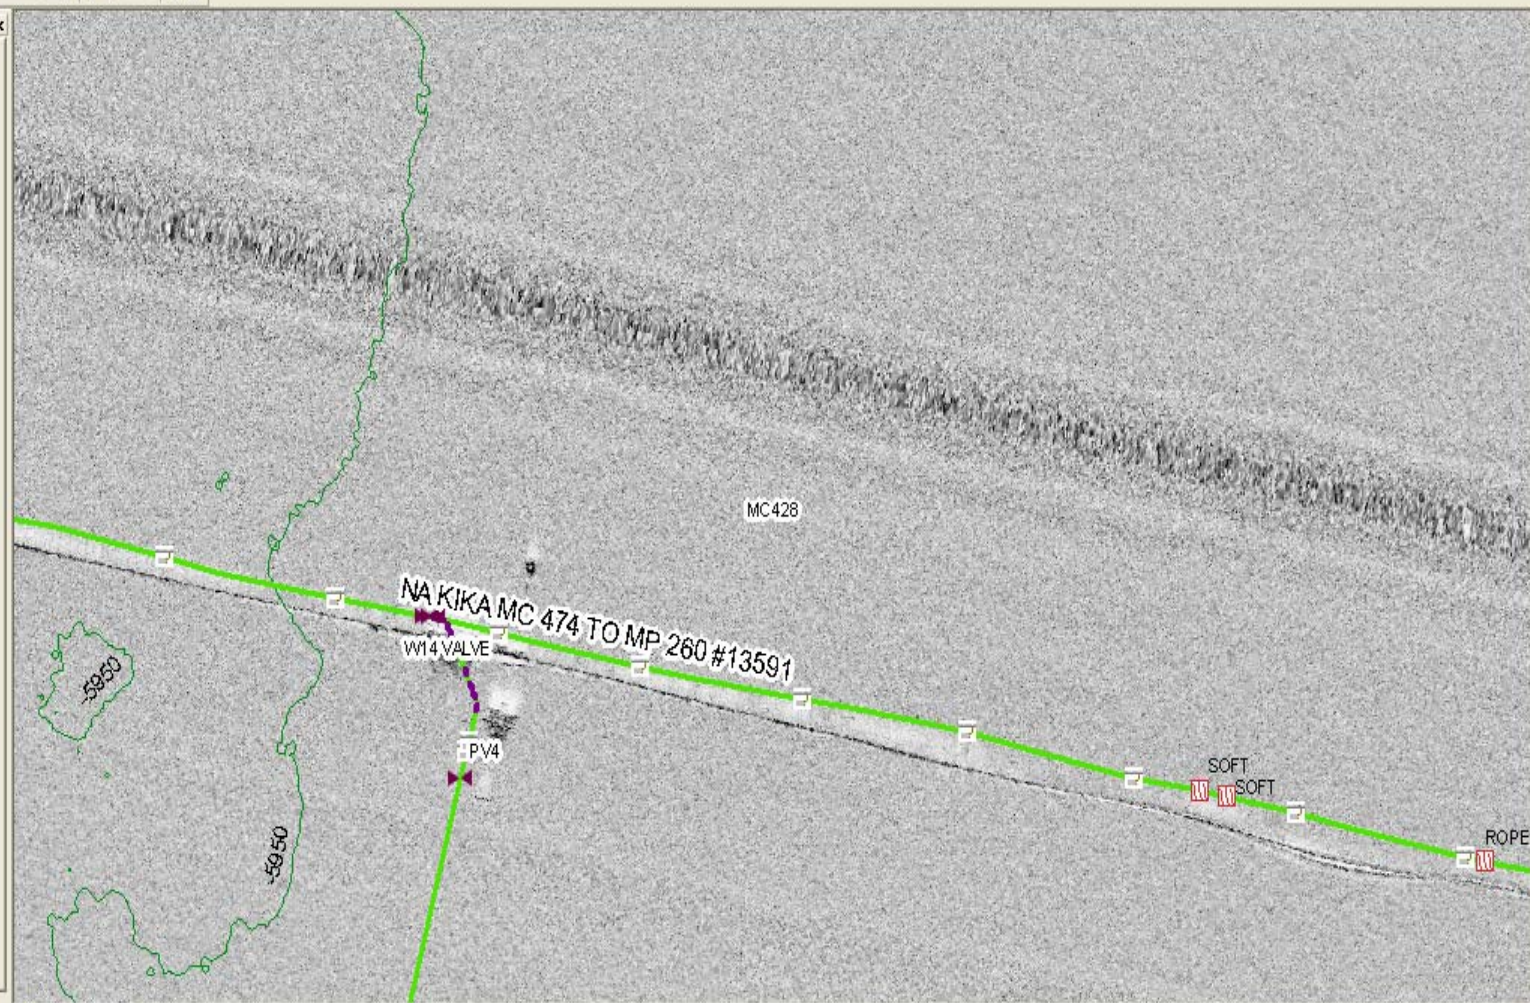 MC428
NA KIKA MC 474 TO MP 260 #13591
W14 VALVE
-5950
PV4
SOFT
SOFT
-5950
ROPE